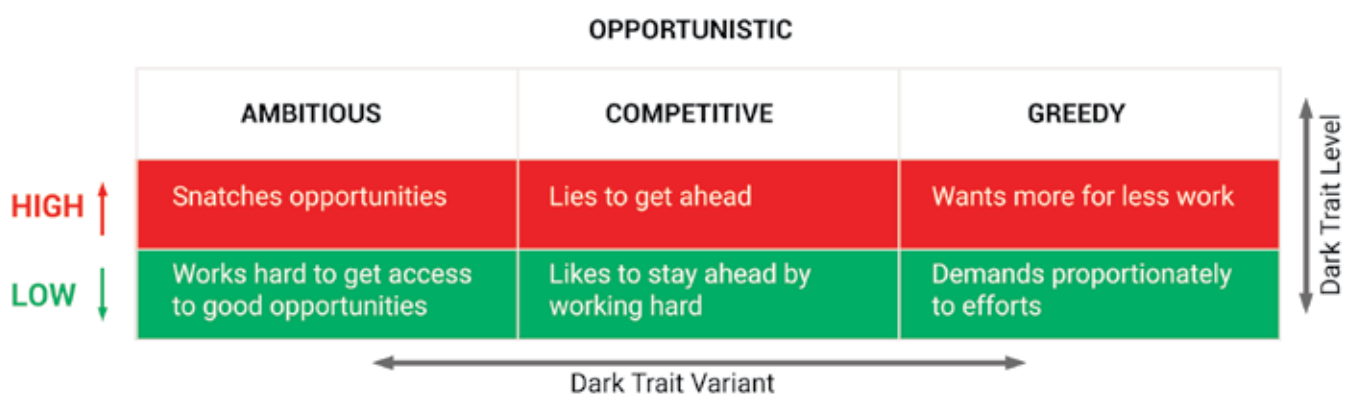 OPPORTUNISTIC
AMBITIOUS
COMPETITIVE
GREEDY
HIGH
Snatches opportunities
Lies to get ahead
Wants more for less work
LOW
Works hard to get access
to good opportunities
Likes to stay ahead by
working hard
Demands proportionately
to efforts
Dark Trait Level
Dark Trait Variant